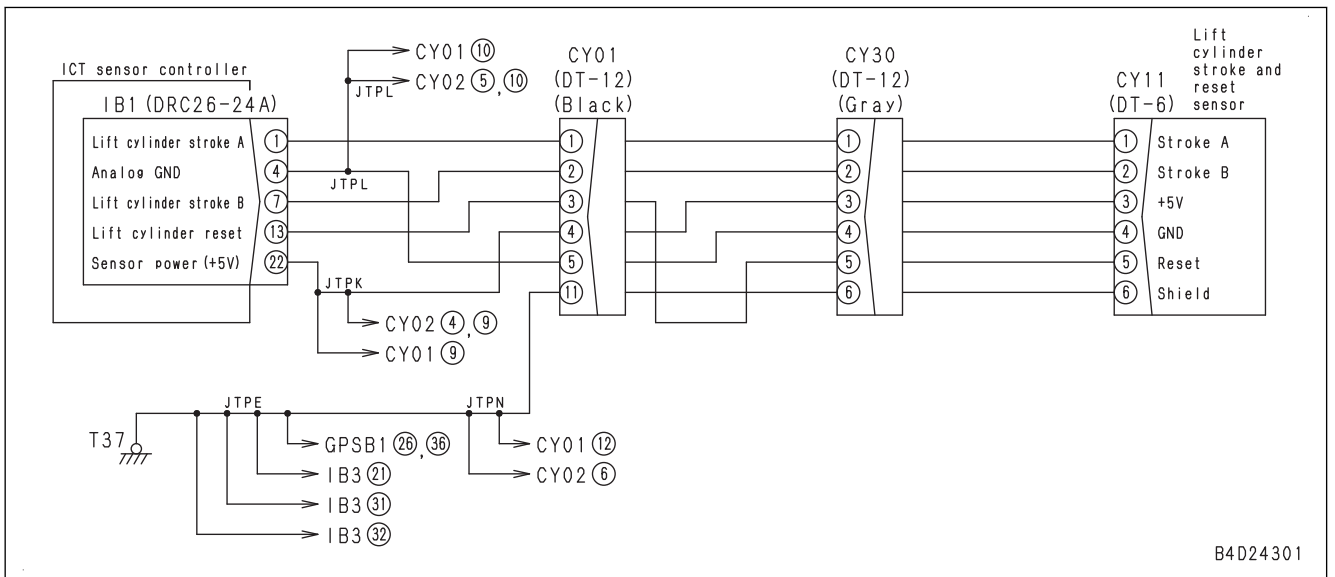 ICT sensor controller
IB1 (DRC26-24A)
Lift cylinder stroke A ①
Analog GND ④
Lift cylinder stroke B ⑦
Lift cylinder reset ⑬
Sensor power (+5V) ㉒
CY01 ⑩
CY02 ⑤, ⑩
JTPL
JTPL
JTPK
CY02 ④, ⑨
CY01 ⑨
CY01
(DT-12)
(Black)
①
②
③
④
⑤
⑪
CY30
(DT-12)
(Gray)
①
②
③
④
⑤
⑥
Lift
cylinder
stroke and
reset
sensor
CY11
(DT-6)
① Stroke A
② Stroke B
③ +5V
④ GND
⑤ Reset
⑥ Shield
T37
JTPE
JTPN
GPSB1 ㉖, ㊱
IB3 ㉑
IB3 ㉛
IB3 ㉜
CY01 ⑫
CY02 ⑥
B4D24301